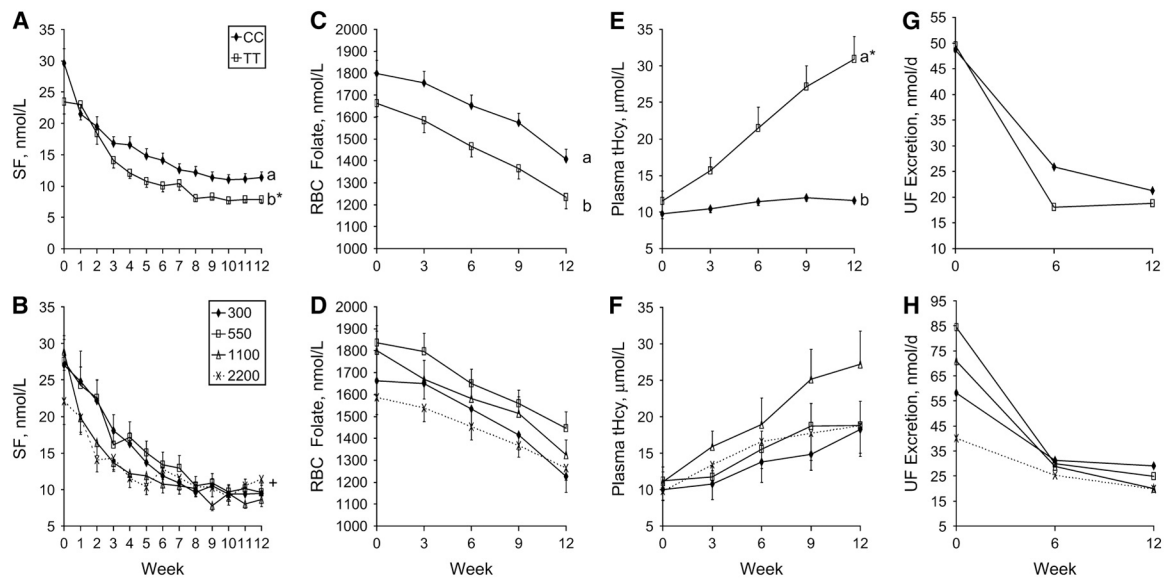 A
35
30
25
20
15
10
5
0
SF, nmol/L
CC
TT
a
b*
0 1 2 3 4 5 6 7 8 9 10 11 12
C
2000
1900
1800
1700
1600
1500
1400
1300
1200
1100
1000
RBC Folate, nmol/L
a
b
0 3 6 9 12
E
35
30
25
20
15
10
5
Plasma tHcy, μmol/L
a*
b
0 3 6 9 12
G
55
50
45
40
35
30
25
20
15
10
UF Excretion, nmol/d
0 6 12
B
35
30
25
20
15
10
5
SF, nmol/L
300
550
1100
2200
+
0 1 2 3 4 5 6 7 8 9 10 11 12
Week
D
2000
1900
1800
1700
1600
1500
1400
1300
1200
1100
1000
RBC Folate, nmol/L
0 3 6 9 12
Week
F
35
30
25
20
15
10
5
Plasma tHcy, μmol/L
0 3 6 9 12
Week
H
95
85
75
65
55
45
35
25
15
5
UF Excretion, nmol/d
0 6 12
Week